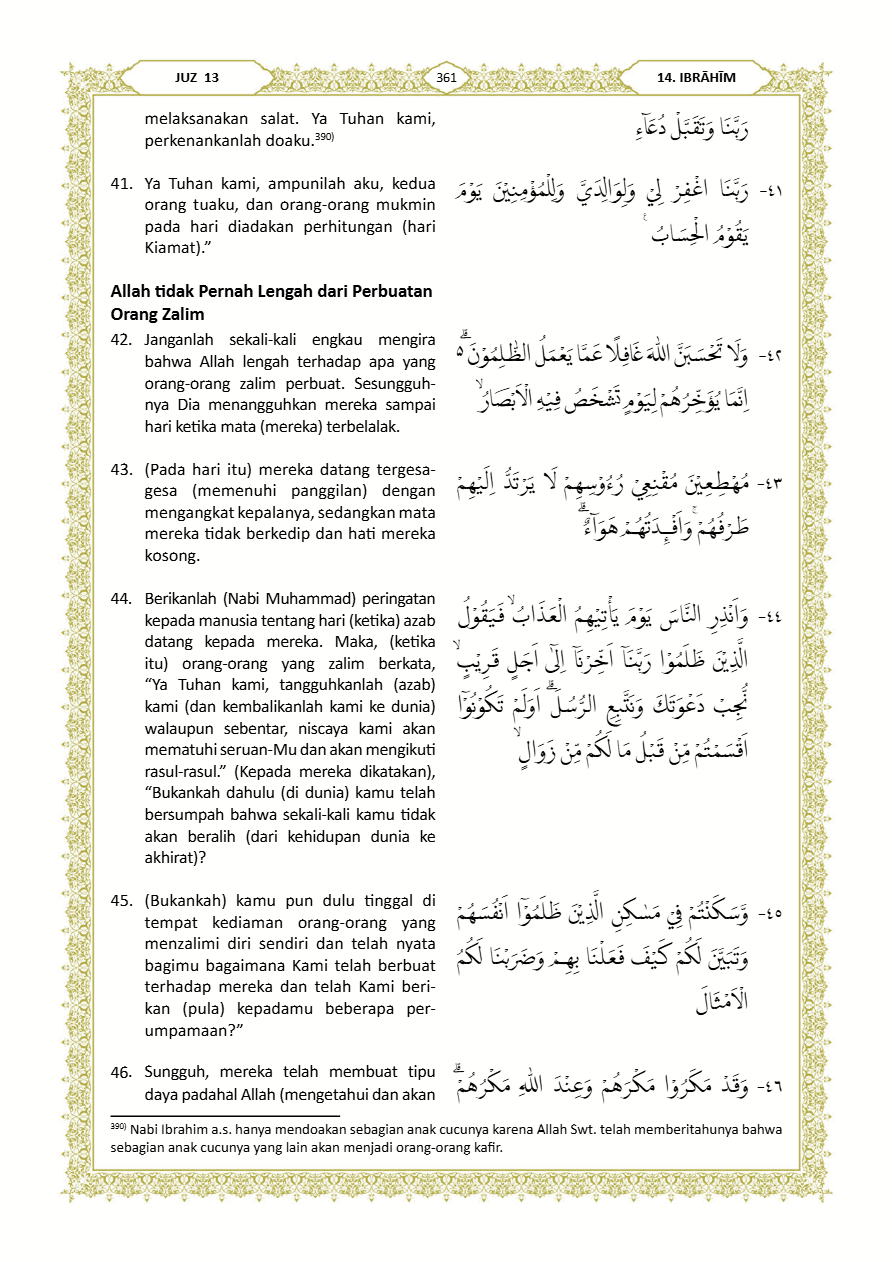 JUZ 13
361
14. IBRĀHĪM
melaksanakan salat. Ya Tuhan kami,
perkenankanlah doaku.³⁹⁰⁾
رَبَّنَا وَتَقَبَّلْ دُعَاۤءِ
41. Ya Tuhan kami, ampunilah aku, kedua
orang tuaku, dan orang-orang mukmin
pada hari diadakan perhitungan (hari
Kiamat).”
٤١- رَبَّنَا اغْفِرْ لِيْ وَلِوَالِدَيَّ وَلِلْمُؤْمِنِيْنَ يَوْمَ
يَقُوْمُ الْحِسَابُ ࣖ
Allah tidak Pernah Lengah dari Perbuatan
Orang Zalim
42. Janganlah sekali-kali engkau mengira
bahwa Allah lengah terhadap apa yang
orang-orang zalim perbuat. Sesungguh-
nya Dia menangguhkan mereka sampai
hari ketika mata (mereka) terbelalak.
٤٢- وَلَا تَحْسَبَنَّ اللّٰهَ غَافِلًا عَمَّا يَعْمَلُ الظّٰلِمُوْنَ ەۗ
اِنَّمَا يُؤَخِّرُهُمْ لِيَوْمٍ تَشْخَصُ فِيْهِ الْاَبْصَارُۙ
43. (Pada hari itu) mereka datang tergesa-
gesa (memenuhi panggilan) dengan
mengangkat kepalanya, sedangkan mata
mereka tidak berkedip dan hati mereka
kosong.
٤٣- مُهْطِعِيْنَ مُقْنِعِيْ رُءُوْسِهِمْ لَا يَرْتَدُّ اِلَيْهِمْ
طَرْفُهُمْ ۚوَاَفْـِٕدَتُهُمْ هَوَاۤءٌ ۗ
44. Berikanlah (Nabi Muhammad) peringatan
kepada manusia tentang hari (ketika) azab
datang kepada mereka. Maka, (ketika
itu) orang-orang yang zalim berkata,
“Ya Tuhan kami, tangguhkanlah (azab)
kami (dan kembalikanlah kami ke dunia)
walaupun sebentar, niscaya kami akan
mematuhi seruan-Mu dan akan mengikuti
rasul-rasul.” (Kepada mereka dikatakan),
“Bukankah dahulu (di dunia) kamu telah
bersumpah bahwa sekali-kali kamu tidak
akan beralih (dari kehidupan dunia ke
akhirat)?
٤٤- وَاَنْذِرِ النَّاسَ يَوْمَ يَأْتِيْهِمُ الْعَذَابُۙ فَيَقُوْلُ
الَّذِيْنَ ظَلَمُوْا رَبَّنَآ اَخِّرْنَآ اِلٰٓى اَجَلٍ قَرِيْبٍۙ
نُّجِبْ دَعْوَتَكَ وَنَتَّبِعِ الرُّسُلَۗ اَوَلَمْ تَكُوْنُوْٓا
اَقْسَمْتُمْ مِّنْ قَبْلُ مَا لَكُمْ مِّنْ زَوَالٍۙ
45. (Bukankah) kamu pun dulu tinggal di
tempat kediaman orang-orang yang
menzalimi diri sendiri dan telah nyata
bagimu bagaimana Kami telah berbuat
terhadap mereka dan telah Kami beri-
kan (pula) kepadamu beberapa per-
umpamaan?”
٤٥- وَّسَكَنْتُمْ فِيْ مَسٰكِنِ الَّذِيْنَ ظَلَمُوْٓا اَنْفُسَهُمْ
وَتَبَيَّنَ لَكُمْ كَيْفَ فَعَلْنَا بِهِمْ وَضَرَبْنَا لَكُمُ
الْاَمْثَالَ
46. Sungguh, mereka telah membuat tipu
daya padahal Allah (mengetahui dan akan
٤٦- وَقَدْ مَكَرُوْا مَكْرَهُمْ وَعِنْدَ اللّٰهِ مَكْرُهُمْۗ
³⁹⁰⁾ Nabi Ibrahim a.s. hanya mendoakan sebagian anak cucunya karena Allah Swt. telah memberitahunya bahwa
sebagian anak cucunya yang lain akan menjadi orang-orang kafir.